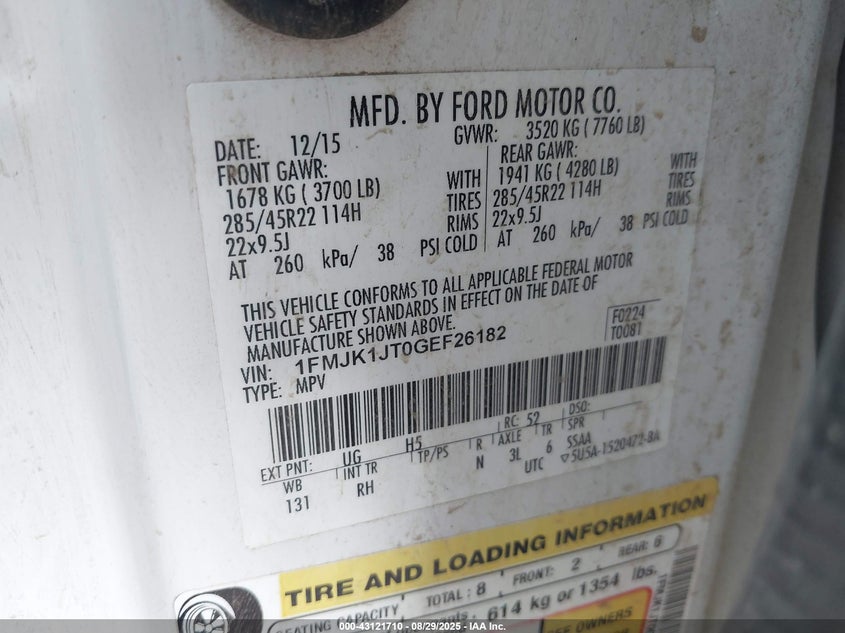 MFD. BY FORD MOTOR CO.
DATE: 12/15 GVWR: 3520 KG ( 7760 LB)
FRONT GAWR: REAR GAWR:
1678 KG ( 3700 LB) WITH 1941 KG ( 4280 LB) WITH
285/45R22 114H TIRES 285/45R22 114H TIRES
22x9.5J RIMS 22x9.5J RIMS
AT 260 kPa/ 38 PSI COLD AT 260 kPa/ 38 PSI COLD
THIS VEHICLE CONFORMS TO ALL APPLICABLE FEDERAL MOTOR
VEHICLE SAFETY STANDARDS IN EFFECT ON THE DATE OF
MANUFACTURE SHOWN ABOVE.
F0224
VIN: 1FMJK1JT0GEF26182
T0081
TYPE: MPV
EXT PNT: UG H5 RC: 52 DSO:
WB INT TR TP/PS R AXLE TR SPR
131 RH N 3L 6 SSAA
UTC ▽5U5A-1520472-BA
TIRE AND LOADING INFORMATION
SEATING CAPACITY TOTAL: 8 FRONT: 2 REAR: 6
614 kg or 1354 lbs.
OWNERS
000-43121710 - 08/29/2025 - IAA Inc.